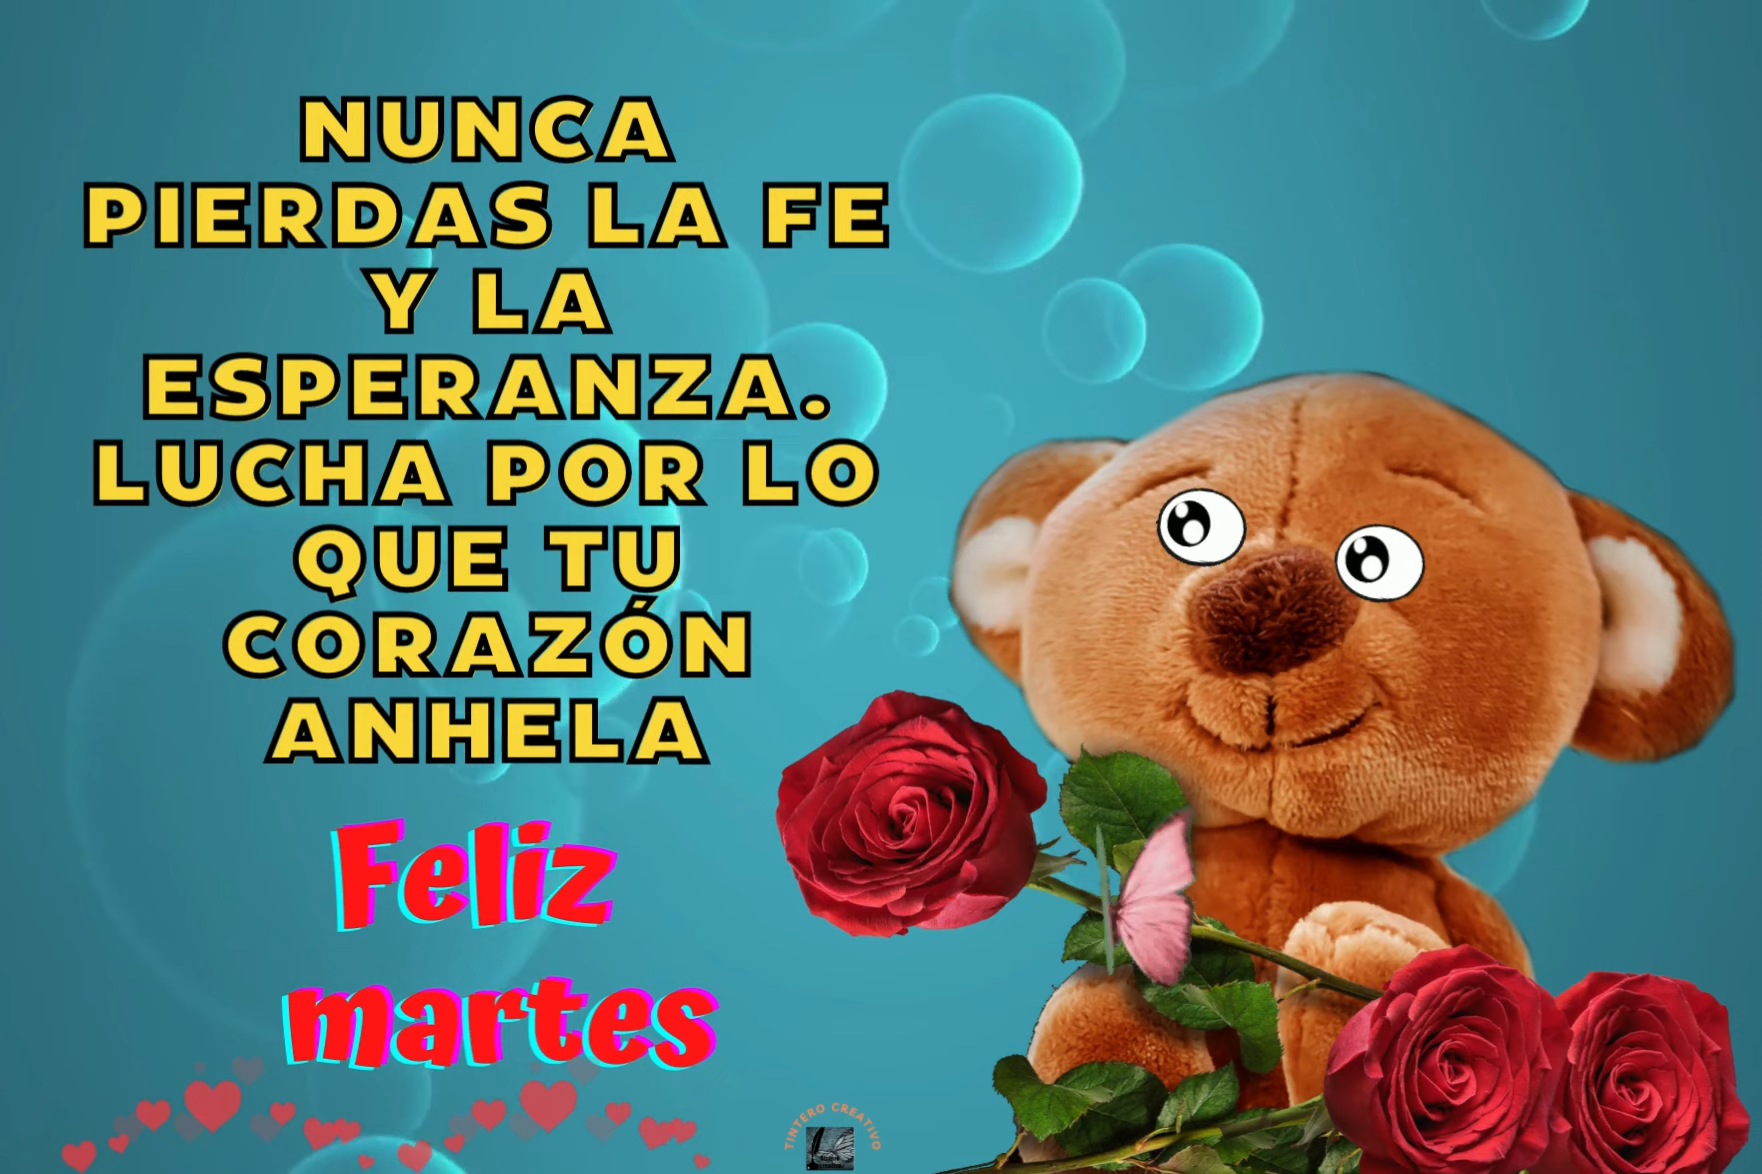 NUNCA
PIERDAS LA FE
Y LA
ESPERANZA.
LUCHA POR LO
QUE TU
CORAZÓN
ANHELA
Feliz
martes
TINTERO CREATIVO